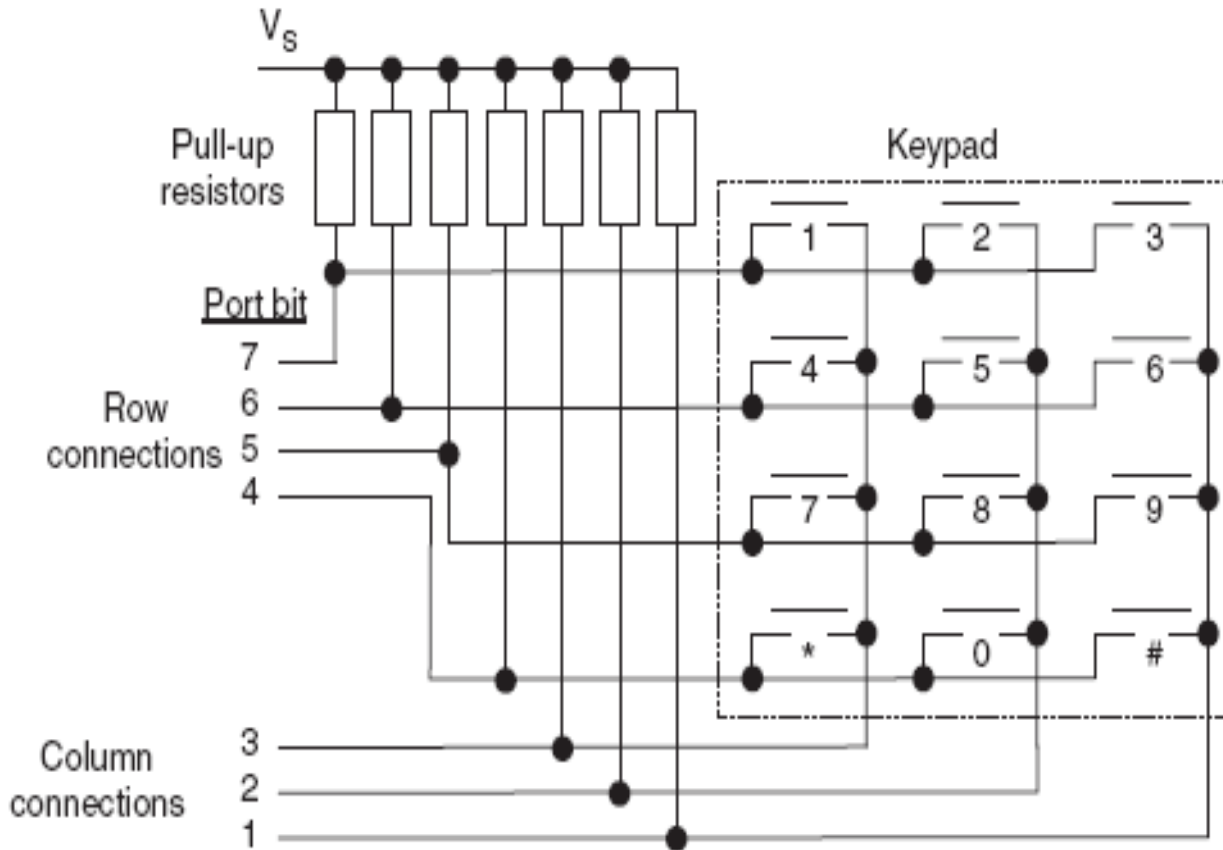 VS
Pull-up
resistors
Keypad
1 2 3
Port bit
7
4 5 6
6
Row
connections
5
4
7 8 9
* 0 #
3
Column
connections
2
1